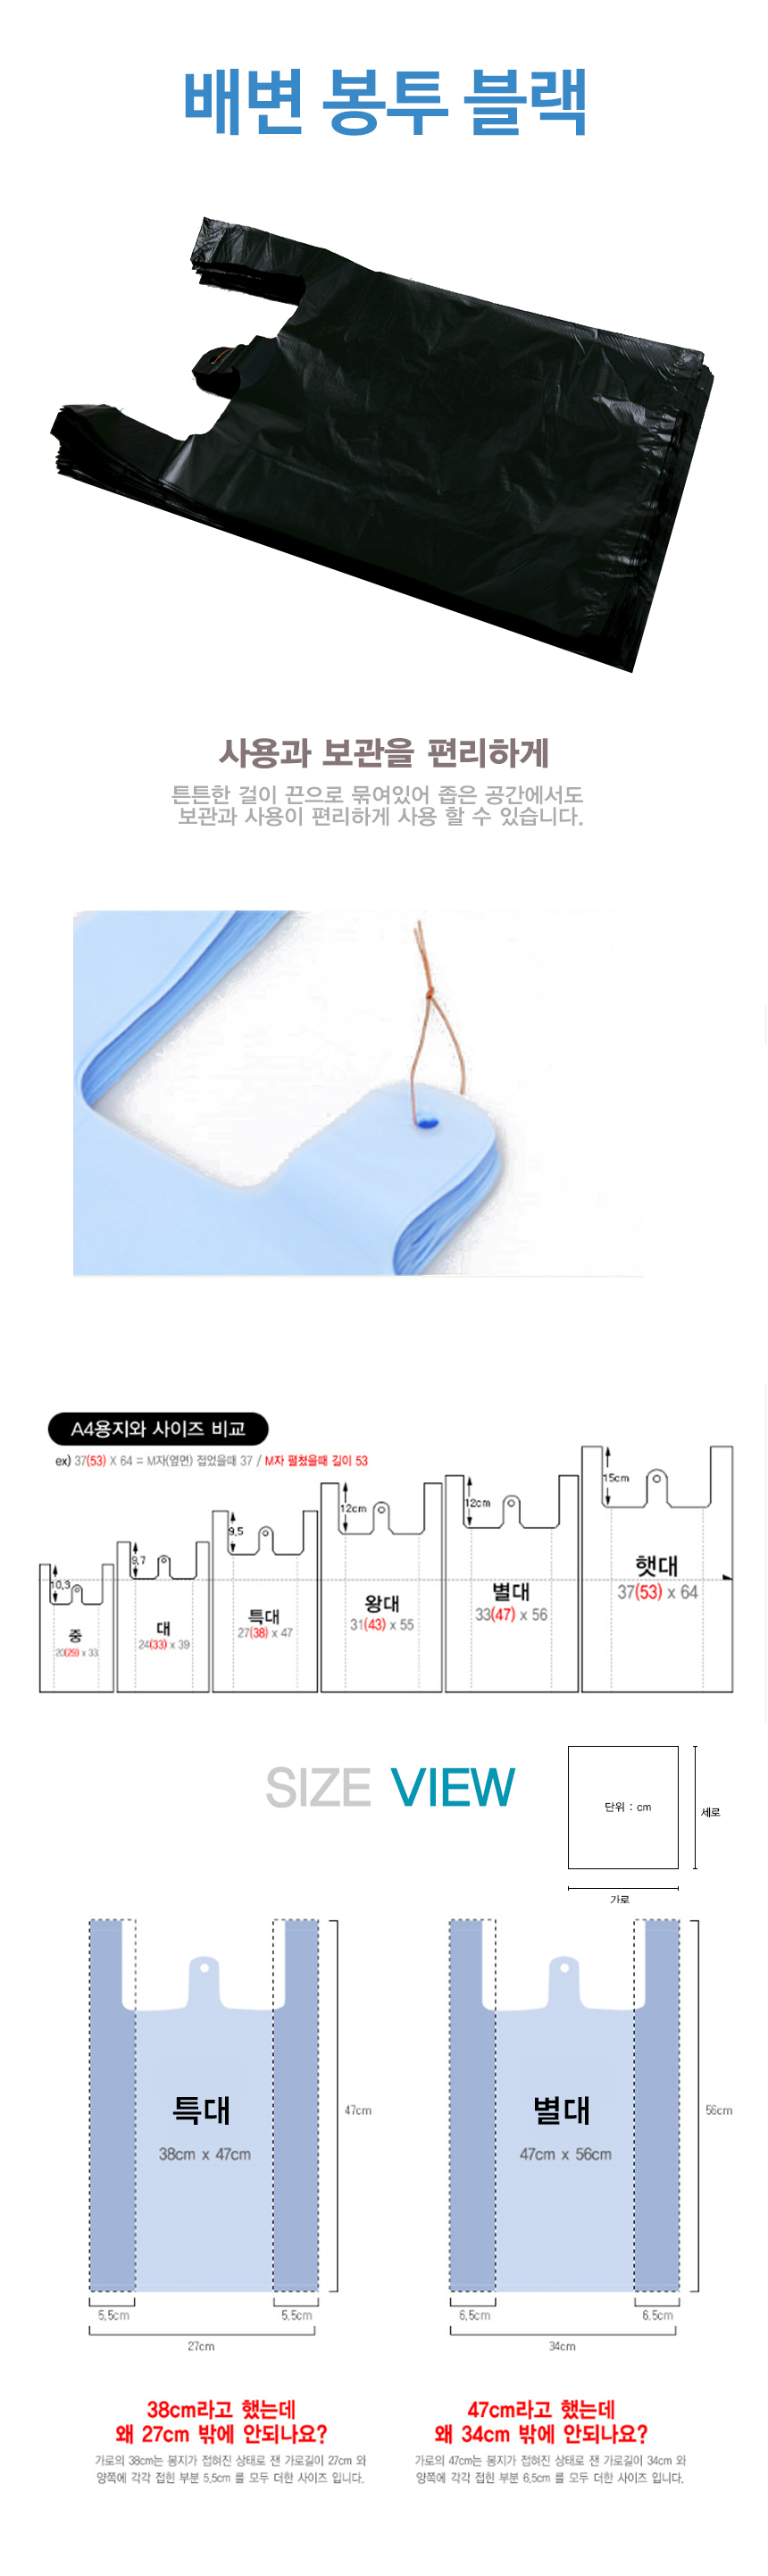 배변 봉투 블랙
사용과 보관을 편리하게
튼튼한 걸이 끈으로 묶여있어 좁은 공간에서도
보관과 사용이 편리하게 사용 할 수 있습니다.
A4용지와 사이즈 비교
ex) 37(53) X 64 = M자(옆면) 접었을때 37 / M자 펼쳤을때 길이 53
10.3
중
20(29) x 33
9.7
대
24(33) x 39
9.5
특대
27(38) x 47
12cm
왕대
31(43) x 55
12cm
별대
33(47) x 56
15cm
햇대
37(53) x 64
SIZE VIEW
단위 : cm
세로
가로
특대
38cm x 47cm
47cm
5.5cm
5.5cm
27cm
별대
47cm x 56cm
56cm
6.5cm
6.5cm
34cm
38cm라고 했는데
왜 27cm 밖에 안되나요?
가로의 38cm는 봉지가 접혀진 상태로 잰 가로길이 27cm 와
양쪽에 각각 접힌 부분 5.5cm 를 모두 더한 사이즈 입니다.
47cm라고 했는데
왜 34cm 밖에 안되나요?
가로의 47cm는 봉지가 접혀진 상태로 잰 가로길이 34cm 와
양쪽에 각각 접힌 부분 6.5cm 를 모두 더한 사이즈 입니다.